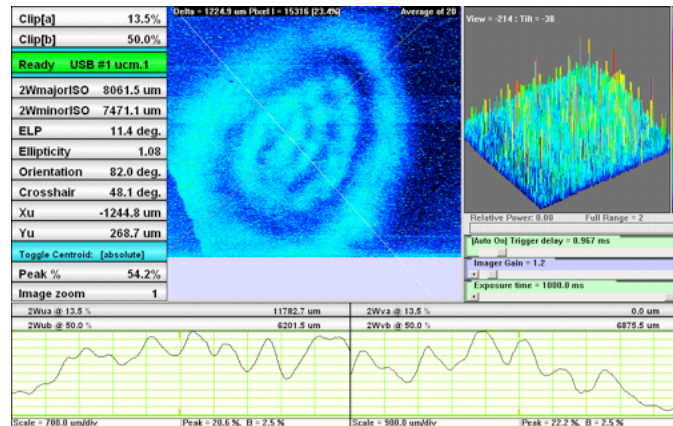 Clip[a] 13.5%
Clip[b] 50.0%
Ready USB #1 ucm.1
2WmajorISO 8061.5 um
2WminorISO 7471.1 um
ELP 11.4 deg.
Ellipticity 1.08
Orientation 82.0 deg.
Crosshair 48.1 deg.
Xu -1244.8 um
Yu 268.7 um
Toggle Centroid: [absolute]
Peak % 54.2%
Image zoom 1
Delta = 1224.9 um Pixel I = 15316 [23.4%] Average of 20
View = -214 : Tilt = -38
Relative Power: 0.00 Full Range = 2
[Auto On] Trigger delay = 0.967 ms
Imager Gain = 1.2
Exposure time = 1000.0 ms
2Wua @ 13.5 % 11782.7 um
2Wub @ 50.0 % 6201.5 um
2Wva @ 13.5 % 0.0 um
2Wvb @ 50.0 % 6875.5 um
Scale = 700.0 um/div Peak = 20.6 %, B = 2.5 %
Scale = 900.0 um/div Peak = 22.2 %, B = 2.5 %